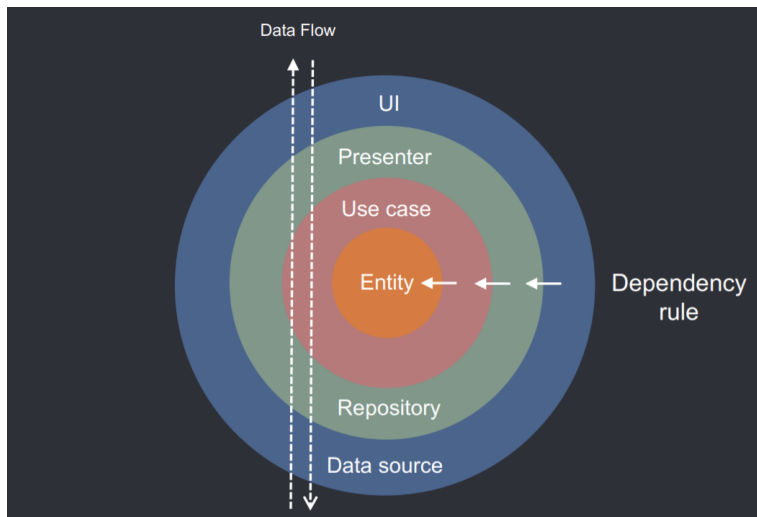 Data Flow
UI
Presenter
Use case
Entity
Dependency
rule
Repository
Data source